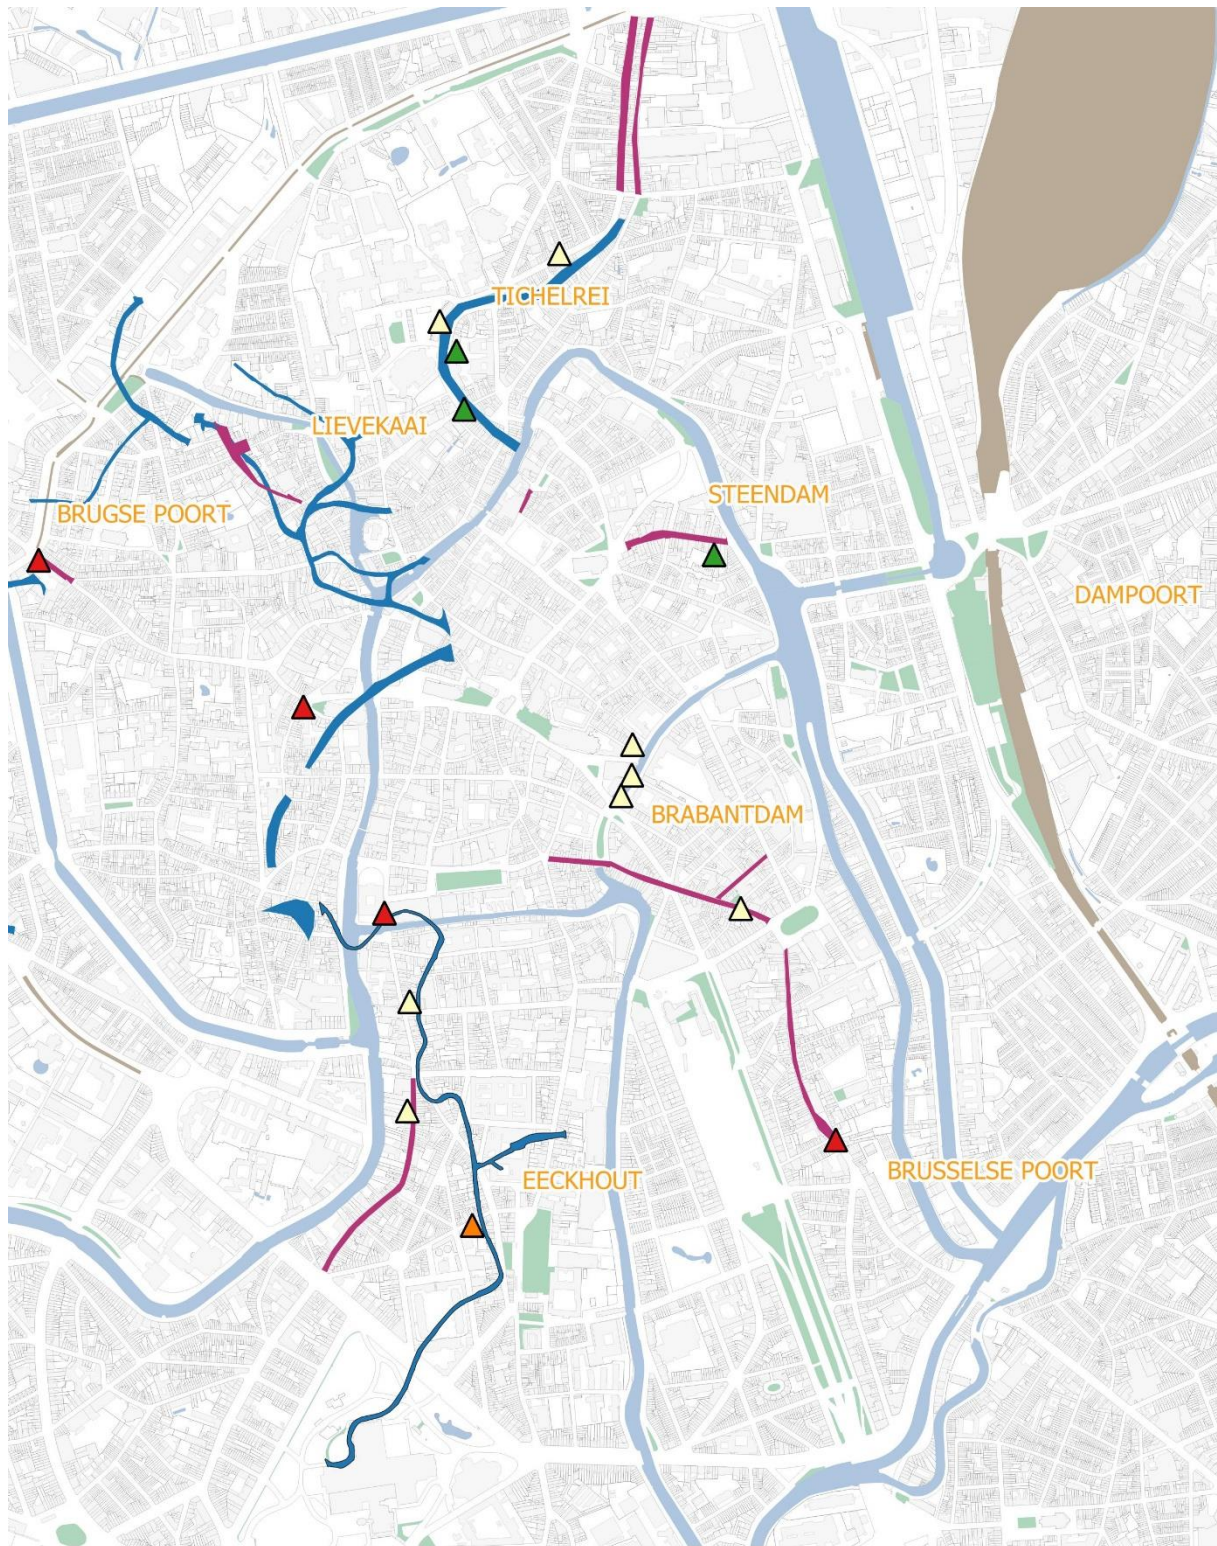 TICHELREI
LIEVEKAAI
STEENDAM
BRUGSE POORT
DAMPOORT
BRABANTDAM
BRUSSELSE POORT
EECKHOUT